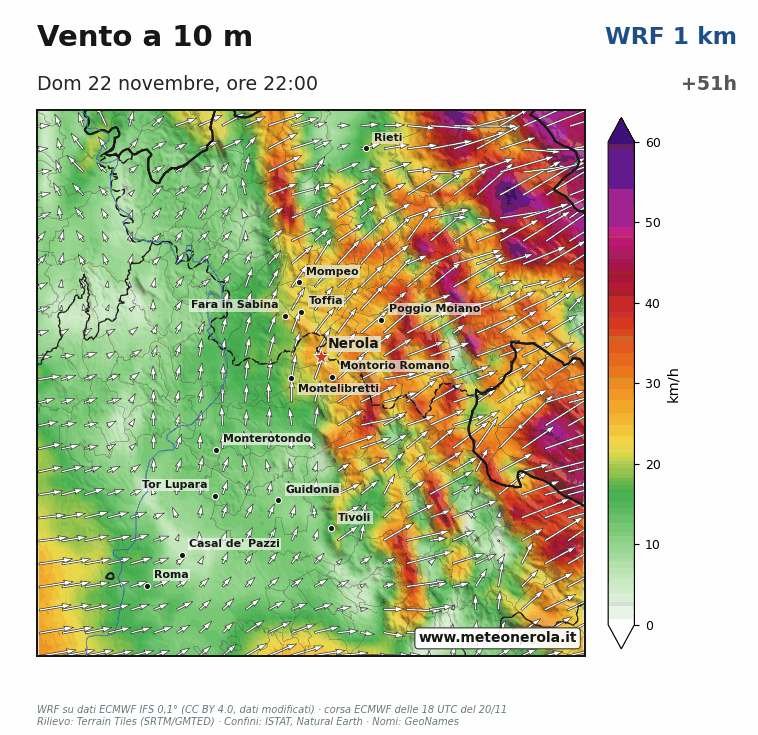 Vento a 10 m
WRF 1 km
Dom 22 novembre, ore 22:00
+51h
Rieti
Mompeo
Fara in Sabina
Toffia
Poggio Moiano
Nerola
Montorio Romano
Montelibretti
Monterotondo
Tor Lupara
Guidonia
Tivoli
Casal de' Pazzi
Roma
www.meteonerola.it
60
50
40
30
20
10
0
km/h
WRF su dati ECMWF IFS 0,1° (CC BY 4.0, dati modificati) · corsa ECMWF delle 18 UTC del 20/11
Rilievo: Terrain Tiles (SRTM/GMTED) · Confini: ISTAT, Natural Earth · Nomi: GeoNames